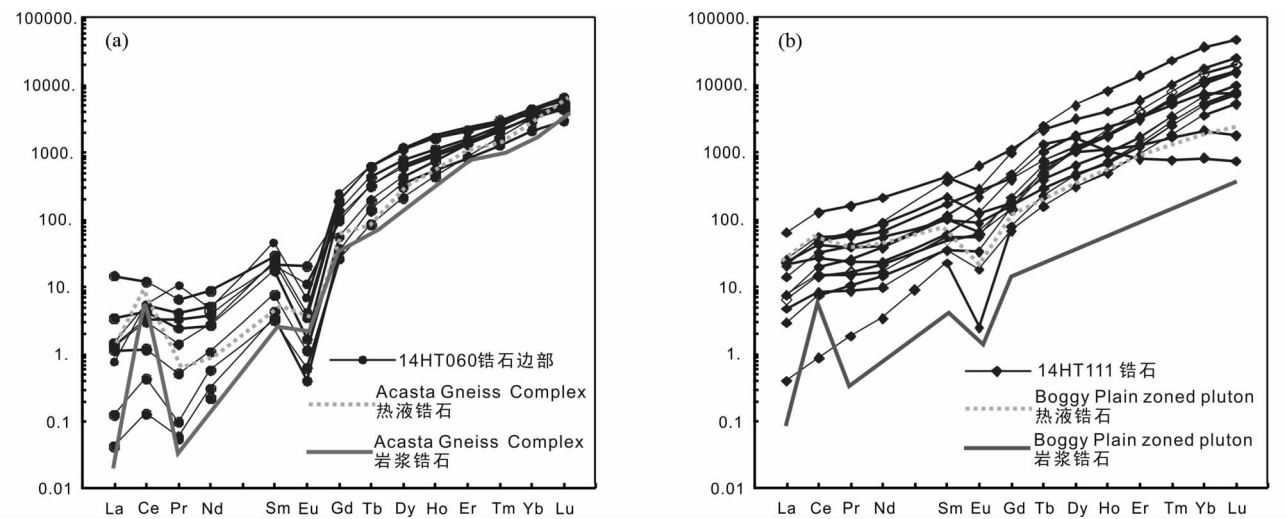 (a)
100000.
10000.
1000.
100.
10.
1.
0.1
0.01
14HT060锆石边部
Acasta Gneiss Complex
热液锆石
Acasta Gneiss Complex
岩浆锆石
La Ce Pr Nd Sm Eu Gd Tb Dy Ho Er Tm Yb Lu
(b)
100000.
10000.
1000.
100.
10.
1.
0.1
0.01
14HT111 锆石
Boggy Plain zoned pluton
热液锆石
Boggy Plain zoned pluton
岩浆锆石
La Ce Pr Nd Sm Eu Gd Tb Dy Ho Er Tm Yb Lu